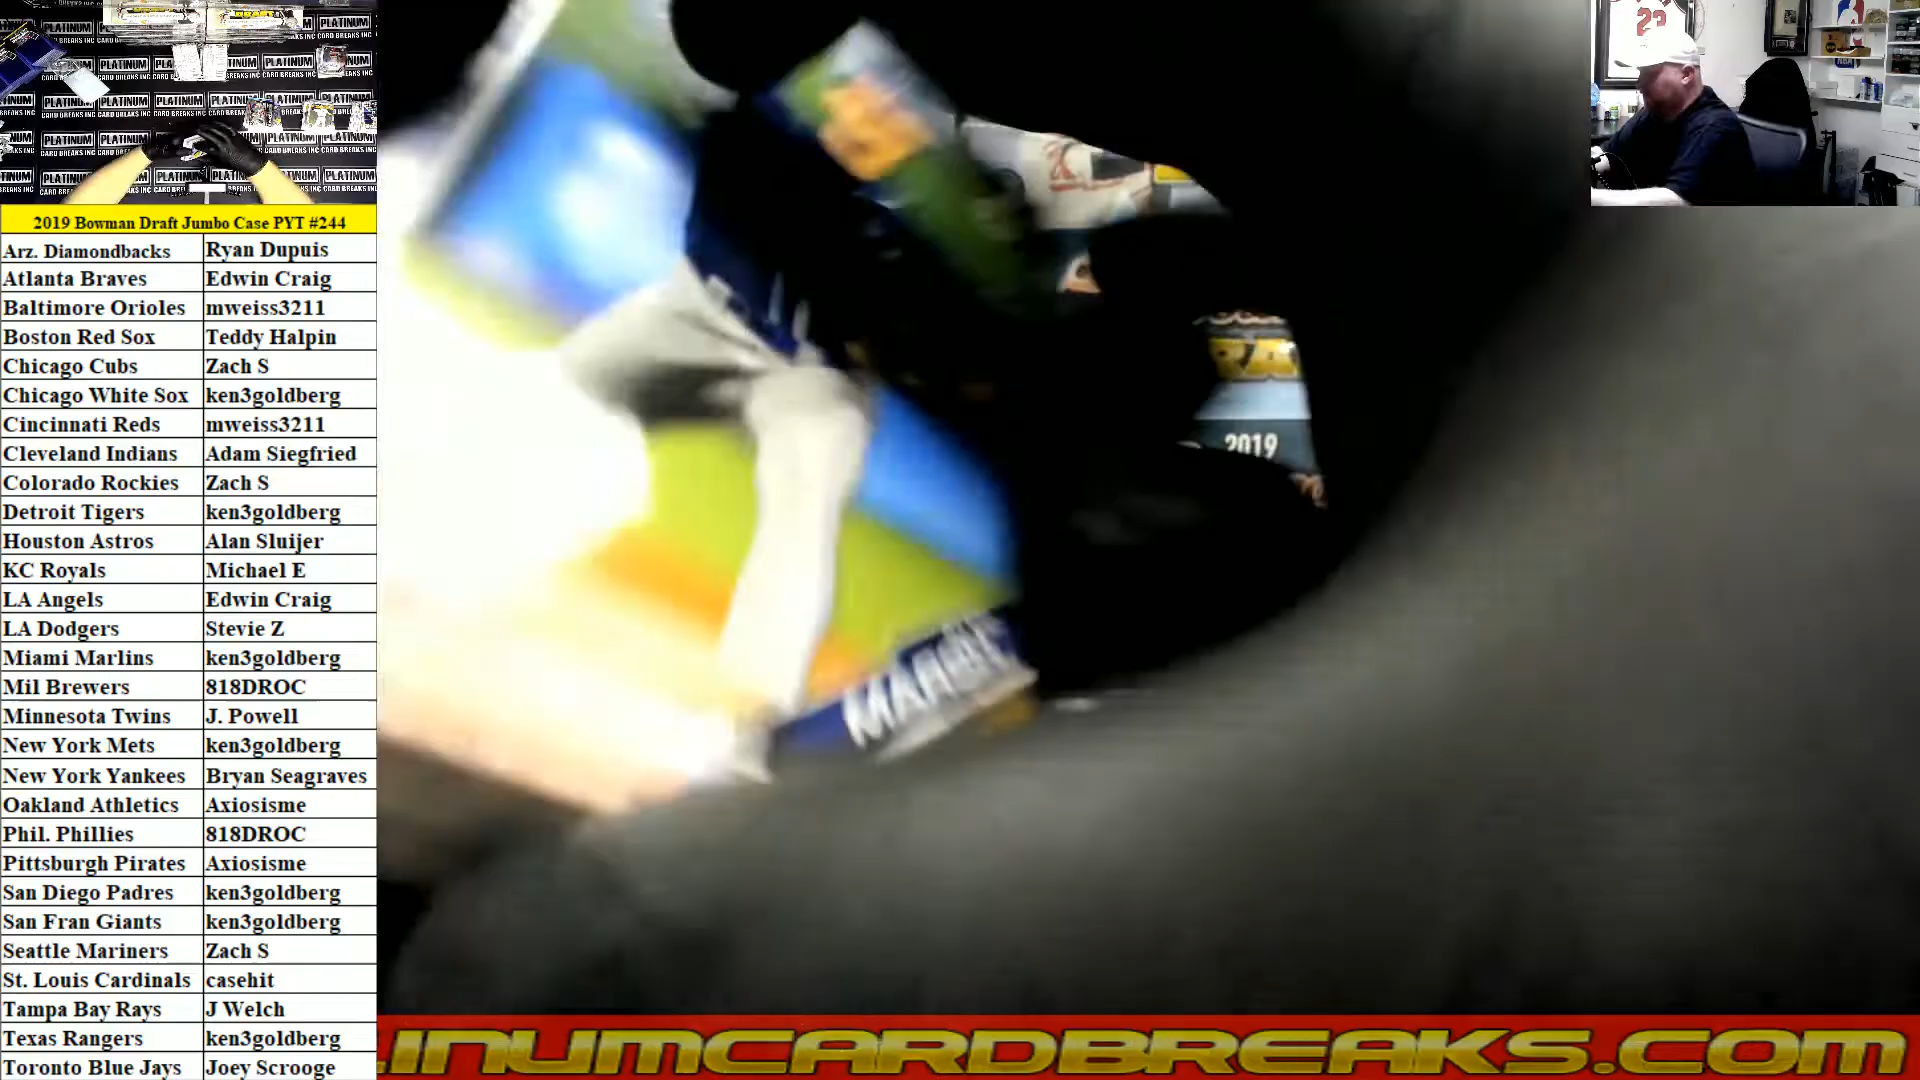 2019 Bowman Draft Jumbo Case PYT #244
Arz. Diamondbacks Ryan Dupuis
Atlanta Braves Edwin Craig
Baltimore Orioles mweiss3211
Boston Red Sox Teddy Halpin
Chicago Cubs Zach S
Chicago White Sox ken3goldberg
Cincinnati Reds mweiss3211
Cleveland Indians Adam Siegfried
Colorado Rockies Zach S
Detroit Tigers ken3goldberg
Houston Astros Alan Sluijer
KC Royals Michael E
LA Angels Edwin Craig
LA Dodgers Stevie Z
Miami Marlins ken3goldberg
Mil Brewers 818DROC
Minnesota Twins J. Powell
New York Mets ken3goldberg
New York Yankees Bryan Seagraves
Oakland Athletics Axiosisme
Phil. Phillies 818DROC
Pittsburgh Pirates Axiosisme
San Diego Padres ken3goldberg
San Fran Giants ken3goldberg
Seattle Mariners Zach S
St. Louis Cardinals casehit
Tampa Bay Rays J Welch
Texas Rangers ken3goldberg
Toronto Blue Jays Joey Scrooge
2019
INUMCARDBREAKS.COM
PLATINUM
CARD BREAKS INC
23